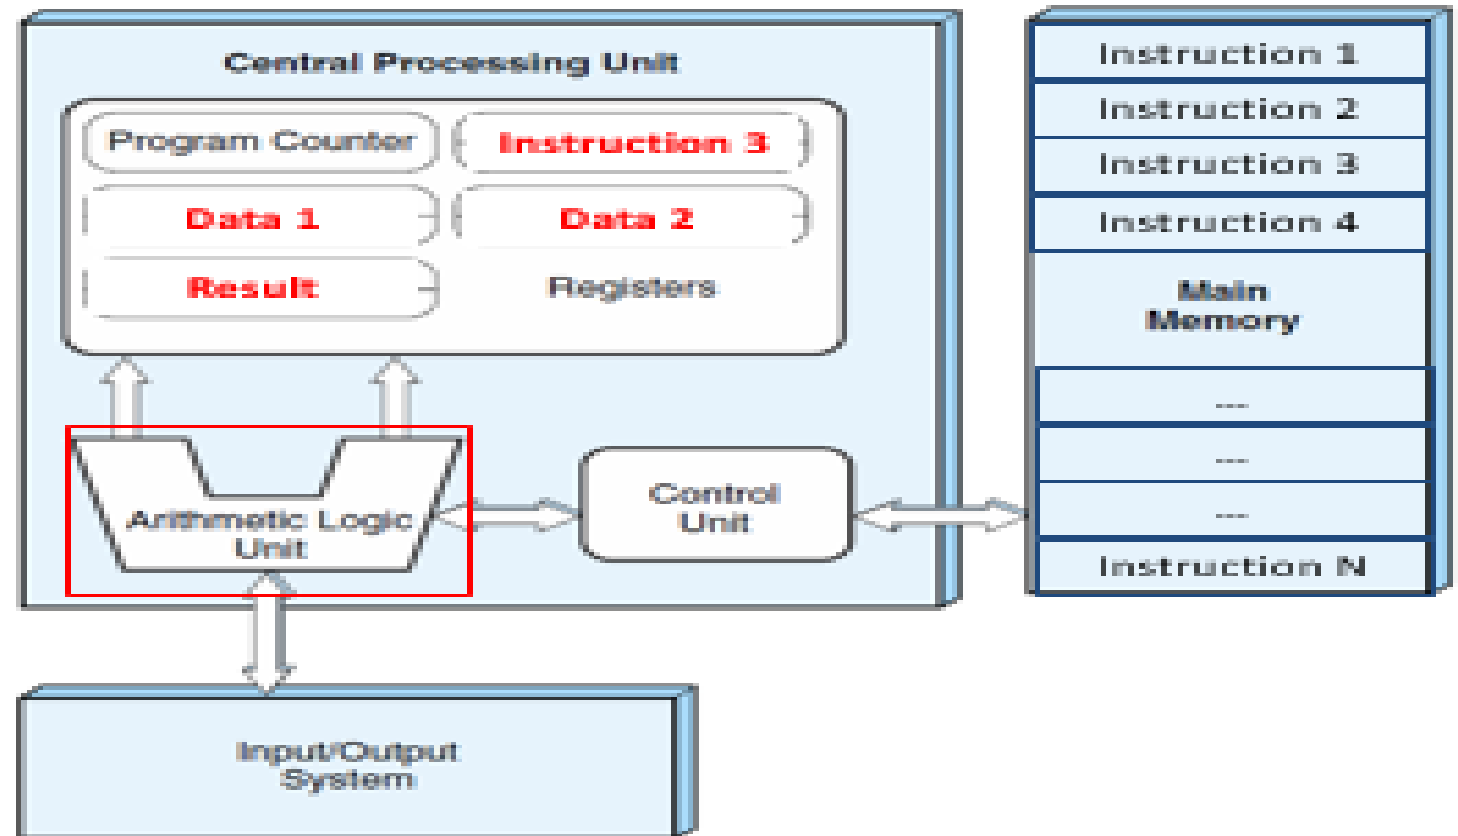 Central Processing Unit
Program Counter
Instruction 3
Data 1
Data 2
Result
Registers
Arithmetic Logic
Unit
Control
Unit
Input/Output
System
Instruction 1
Instruction 2
Instruction 3
Instruction 4
Main
Memory
---
---
---
Instruction N